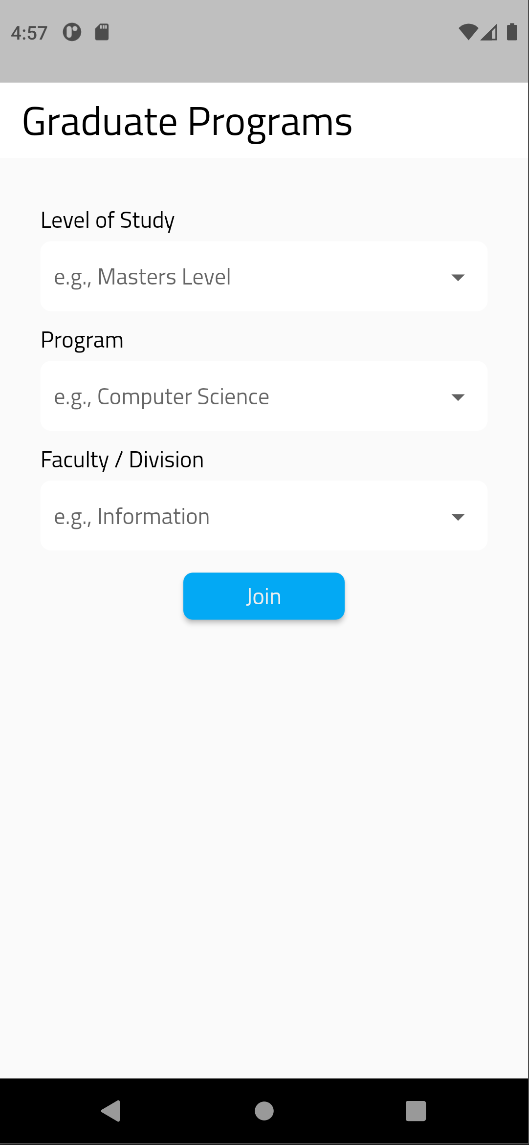 4:57
Graduate Programs
Level of Study
e.g., Masters Level
Program
e.g., Computer Science
Faculty / Division
e.g., Information
Join